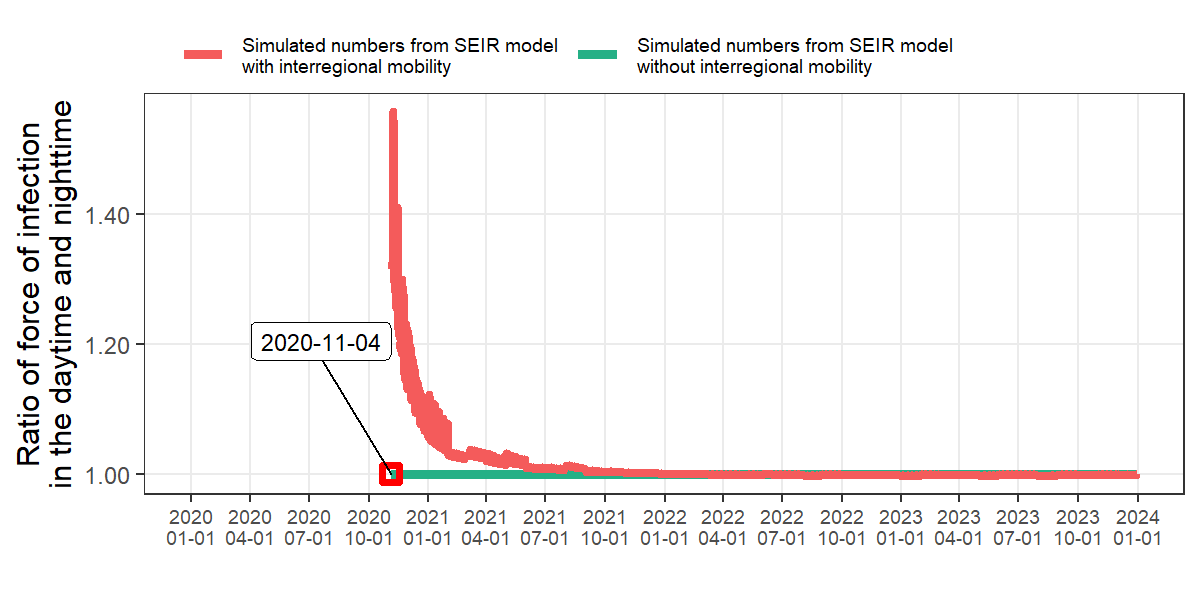 Simulated numbers from SEIR model
with interregional mobility
Simulated numbers from SEIR model
without interregional mobility
Ratio of force of infection
in the daytime and nighttime
1.40
1.20
1.00
2020-11-04
2020 2020 2020 2020 2021 2021 2021 2021 2022 2022 2022 2022 2023 2023 2023 2023 2024
01-01 04-01 07-01 10-01 01-01 04-01 07-01 10-01 01-01 04-01 07-01 10-01 01-01 04-01 07-01 10-01 01-01